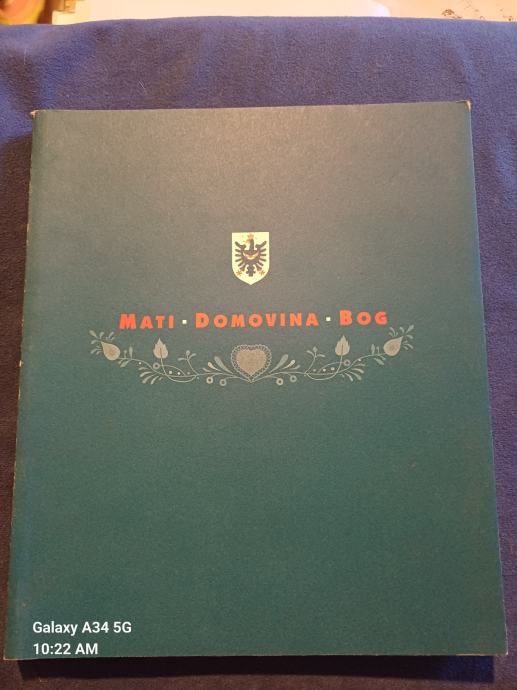 MATI · DOMOVINA · BOG
Galaxy A34 5G
10:22 AM